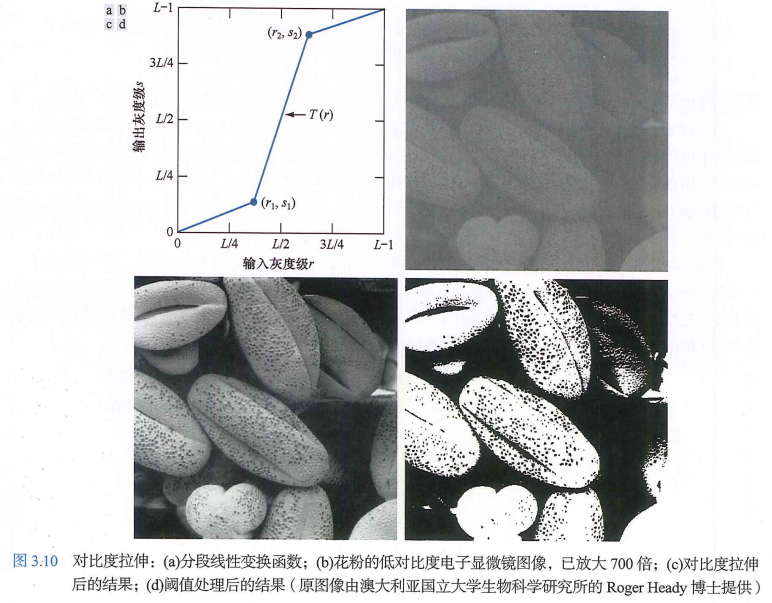 a b
c d
L−1
3L/4
L/2
L/4
0
输出灰度级s
(r₂, s₂)
T(r)
(r₁, s₁)
0 L/4 L/2 3L/4 L−1
输入灰度级r
图 3.10 对比度拉伸：(a)分段线性变换函数；(b)花粉的低对比度电子显微镜图像，已放大 700 倍；(c)对比度拉伸
后的结果；(d)阈值处理后的结果（原图像由澳大利亚国立大学生物科学研究所的 Roger Heady 博士提供）